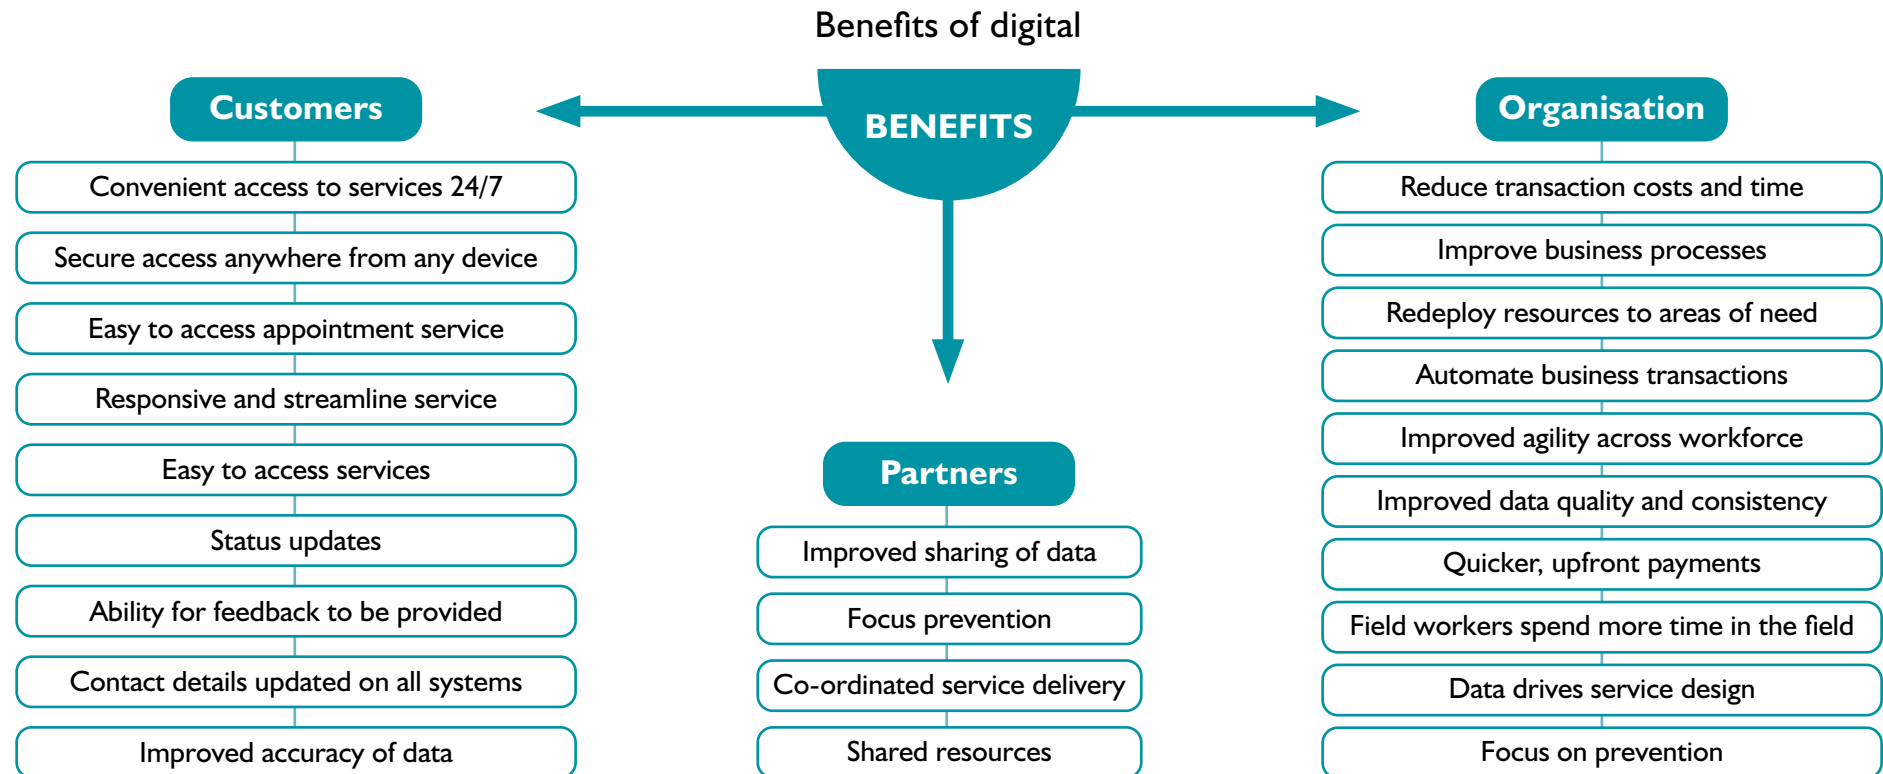 Benefits of digital
BENEFITS
Customers
Convenient access to services 24/7
Secure access anywhere from any device
Easy to access appointment service
Responsive and streamline service
Easy to access services
Status updates
Ability for feedback to be provided
Contact details updated on all systems
Improved accuracy of data
Partners
Improved sharing of data
Focus prevention
Co-ordinated service delivery
Shared resources
Organisation
Reduce transaction costs and time
Improve business processes
Redeploy resources to areas of need
Automate business transactions
Improved agility across workforce
Improved data quality and consistency
Quicker, upfront payments
Field workers spend more time in the field
Data drives service design
Focus on prevention